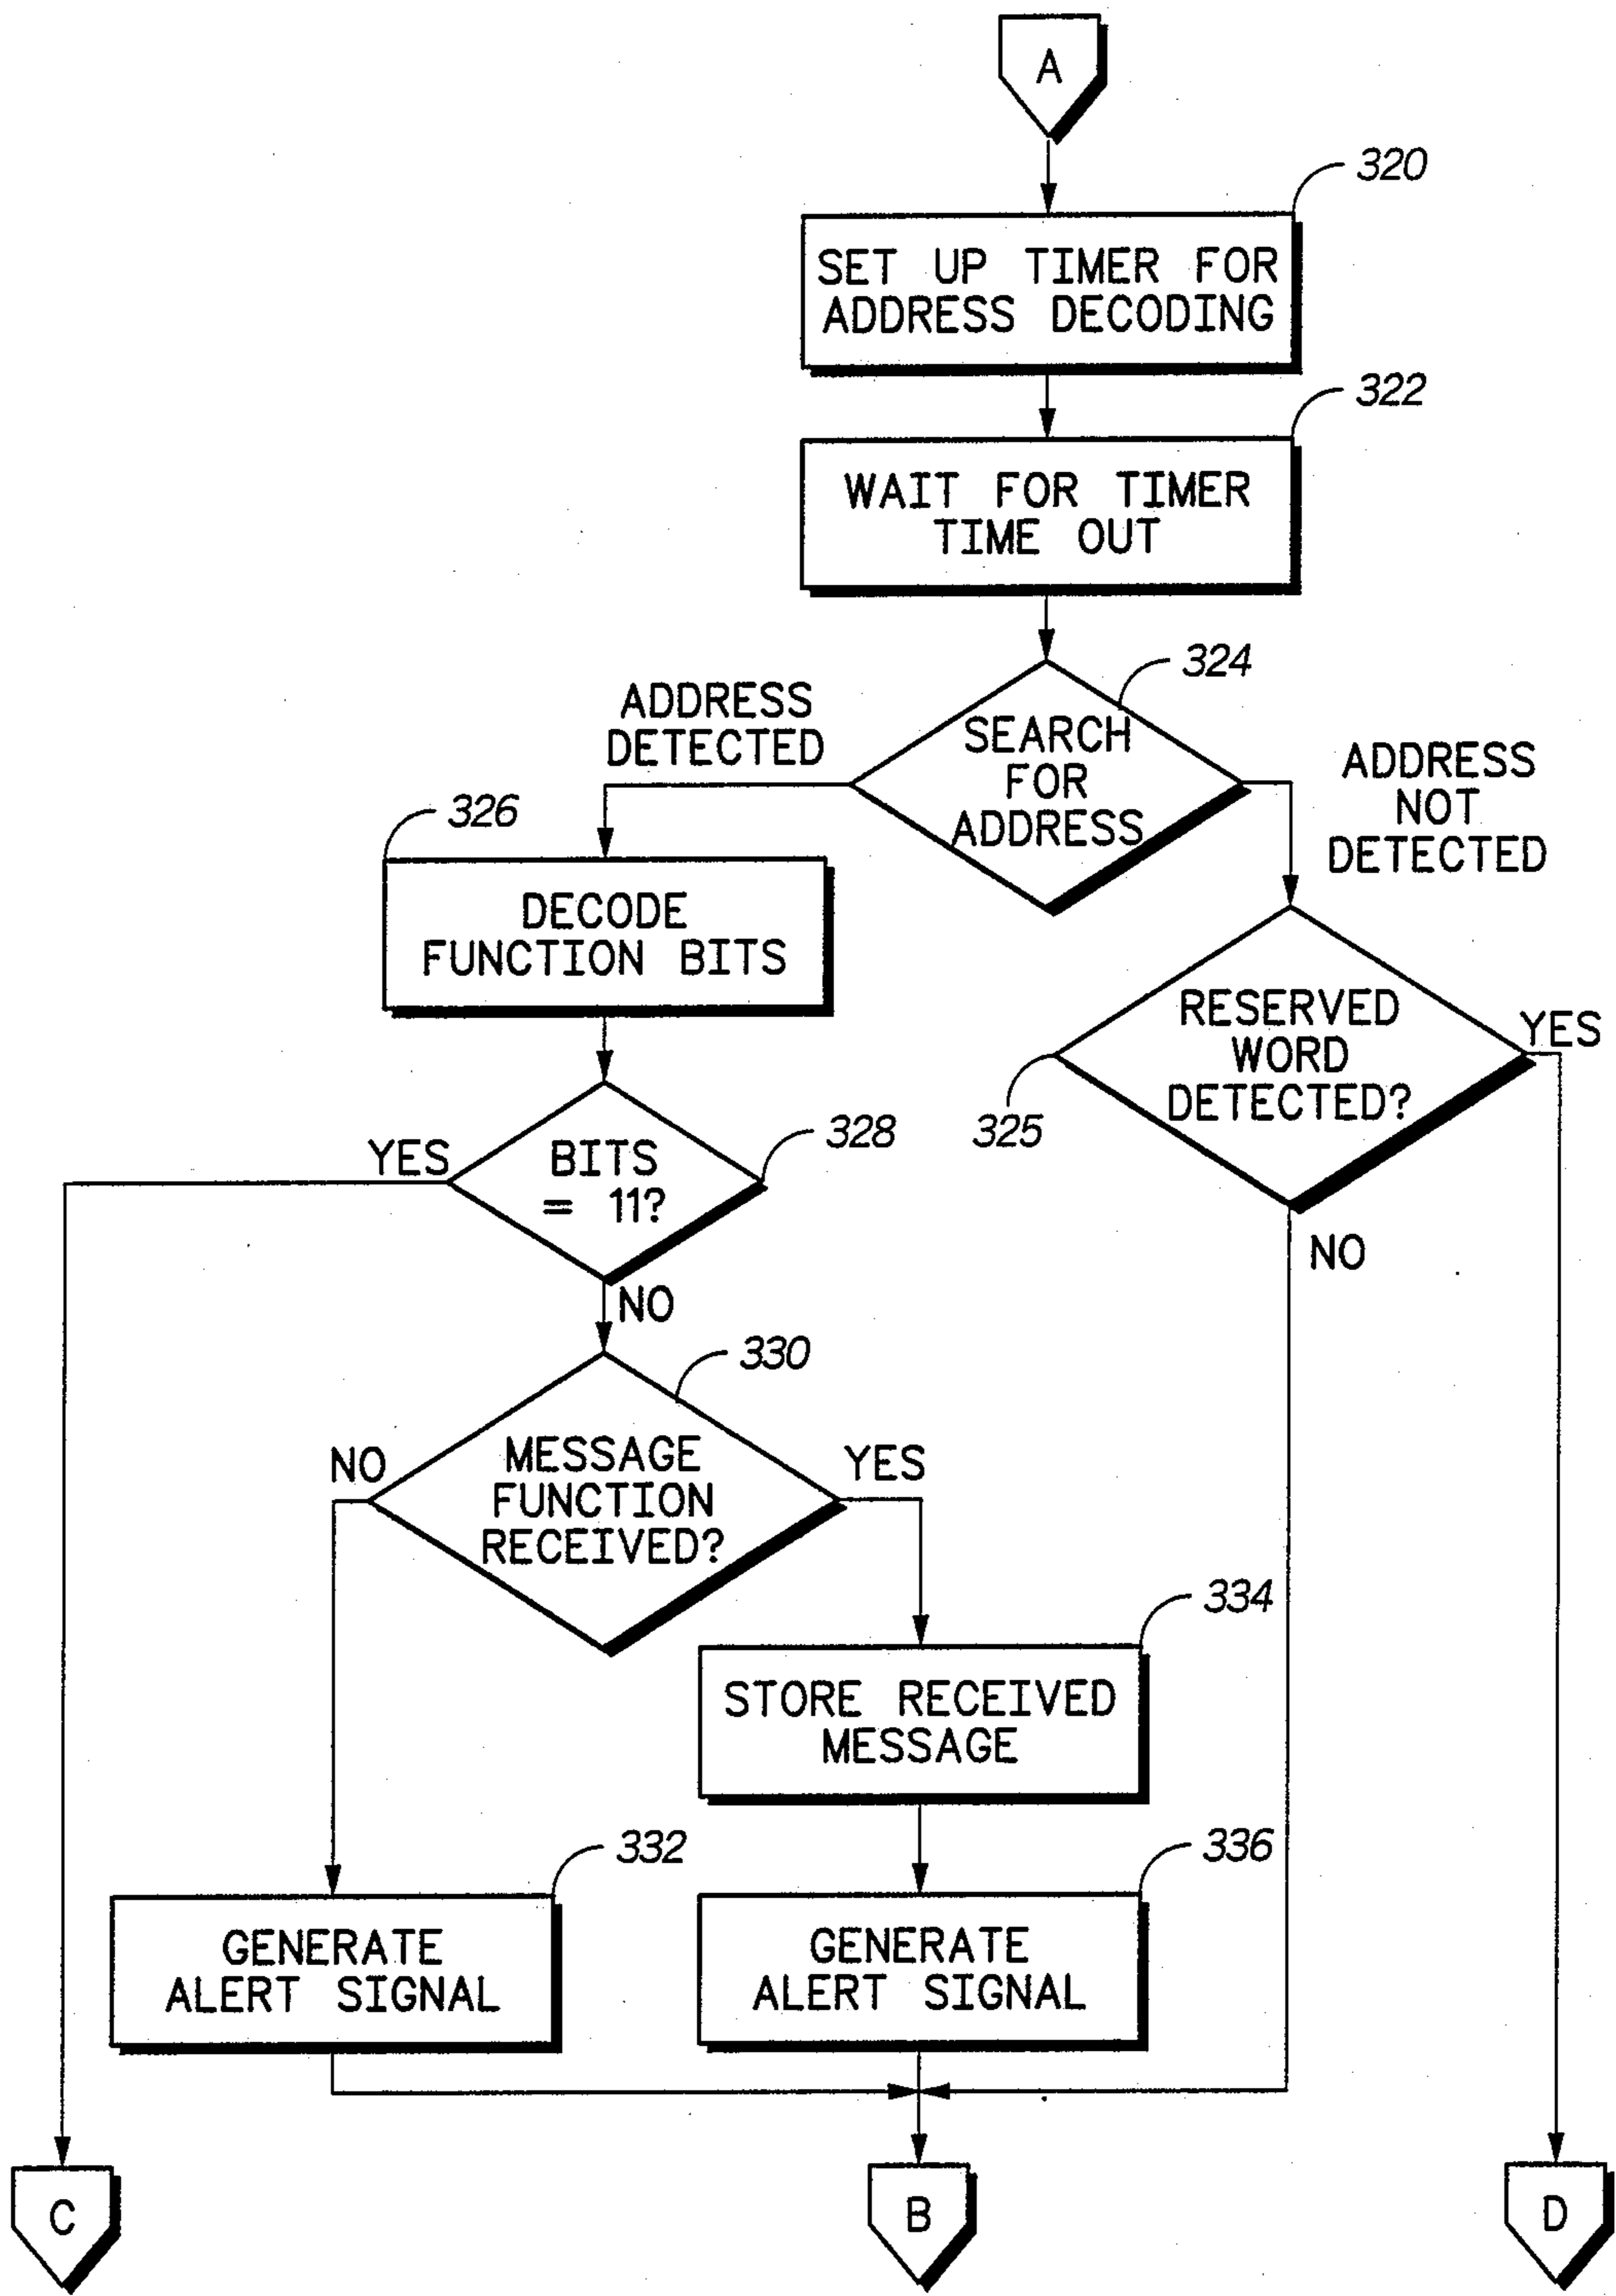 A
320
SET UP TIMER FOR
ADDRESS DECODING
322
WAIT FOR TIMER
TIME OUT
324
SEARCH
FOR
ADDRESS
ADDRESS
DETECTED
ADDRESS
NOT
DETECTED
326
DECODE
FUNCTION BITS
RESERVED
WORD
DETECTED?
YES
325
NO
328
BITS
= 11?
YES
NO
330
MESSAGE
FUNCTION
RECEIVED?
NO
YES
334
STORE RECEIVED
MESSAGE
332
GENERATE
ALERT SIGNAL
336
GENERATE
ALERT SIGNAL
C
B
D